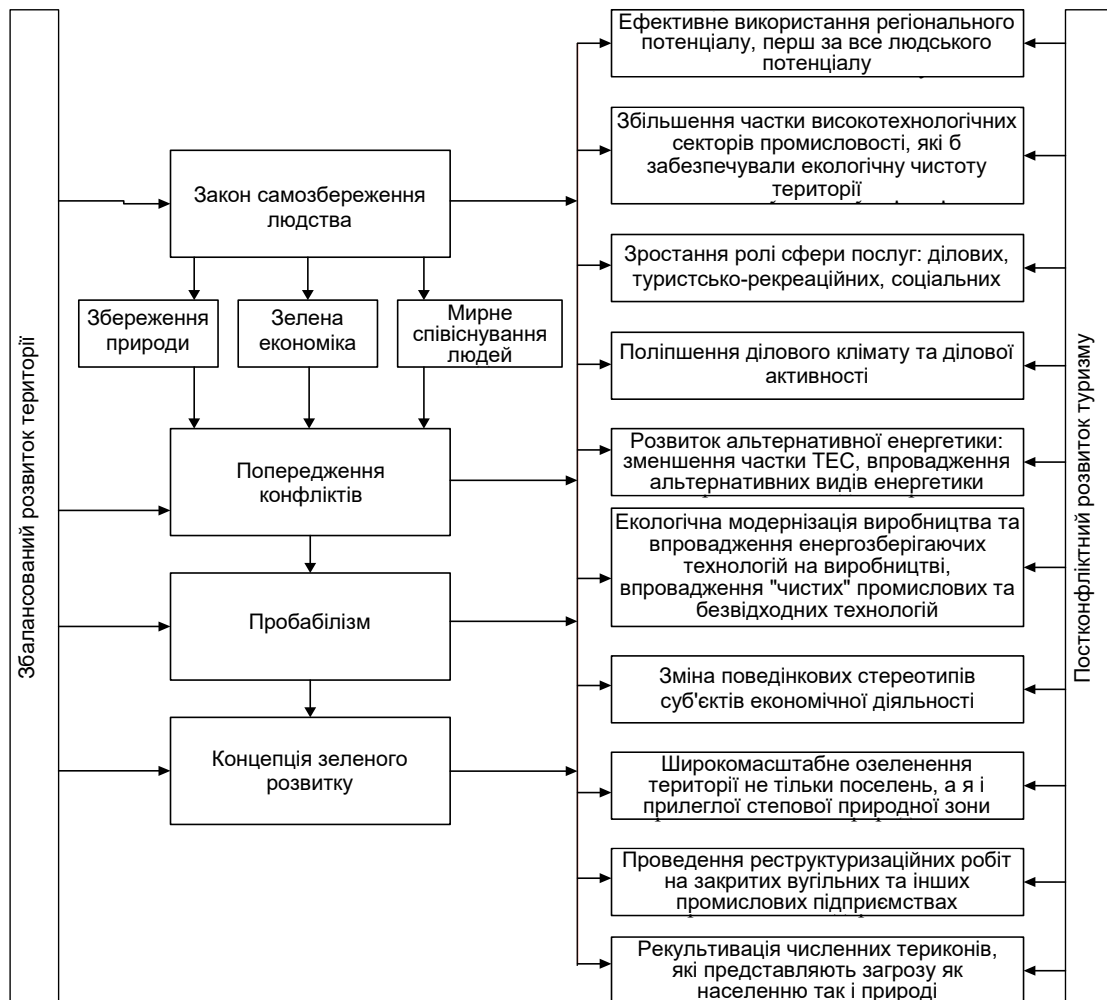 Збалансований розвиток території
Закон самозбереження
людства
Збереження
природи
Зелена
економіка
Мирне
співіснування
людей
Попередження
конфліктів
Пробабілізм
Концепція зеленого
розвитку
Ефективне використання регіонального
потенціалу, перш за все людського
потенціалу
Збільшення частки високотехнологічних
секторів промисловості, які б
забезпечували екологічну чистоту
території
Зростання ролі сфери послуг: ділових,
туристсько-рекреаційних, соціальних
Поліпшення ділового клімату та ділової
активності
Розвиток альтернативної енергетики:
зменшення частки ТЕС, впровадження
альтернативних видів енергетики
Екологічна модернізація виробництва та
впровадження енергозберігаючих
технологій на виробництві,
впровадження "чистих" промислових та
безвідходних технологій
Зміна поведінкових стереотипів
суб'єктів економічної діяльності
Широкомасштабне озеленення
території не тільки поселень, а я і
прилеглої степової природної зони
Проведення реструктуризаційних робіт
на закритих вугільних та інших
промислових підприємствах
Рекультивація численних териконів,
які представляють загрозу як
населенню так і природі
Постконфліктний розвиток туризму